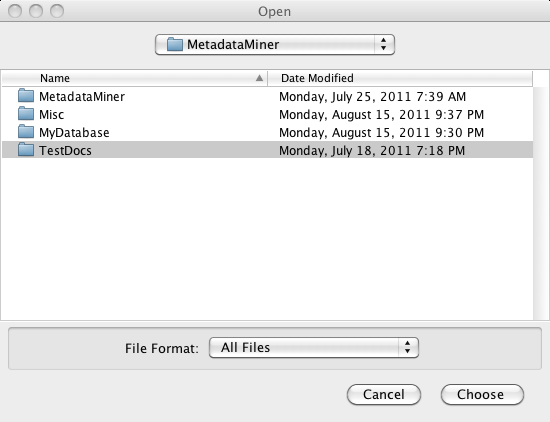 Open
MetadataMiner
Name Date Modified
MetadataMiner Monday, July 25, 2011 7:39 AM
Misc Monday, August 15, 2011 9:37 PM
MyDatabase Monday, August 15, 2011 9:30 PM
TestDocs Monday, July 18, 2011 7:18 PM
File Format: All Files
Cancel Choose